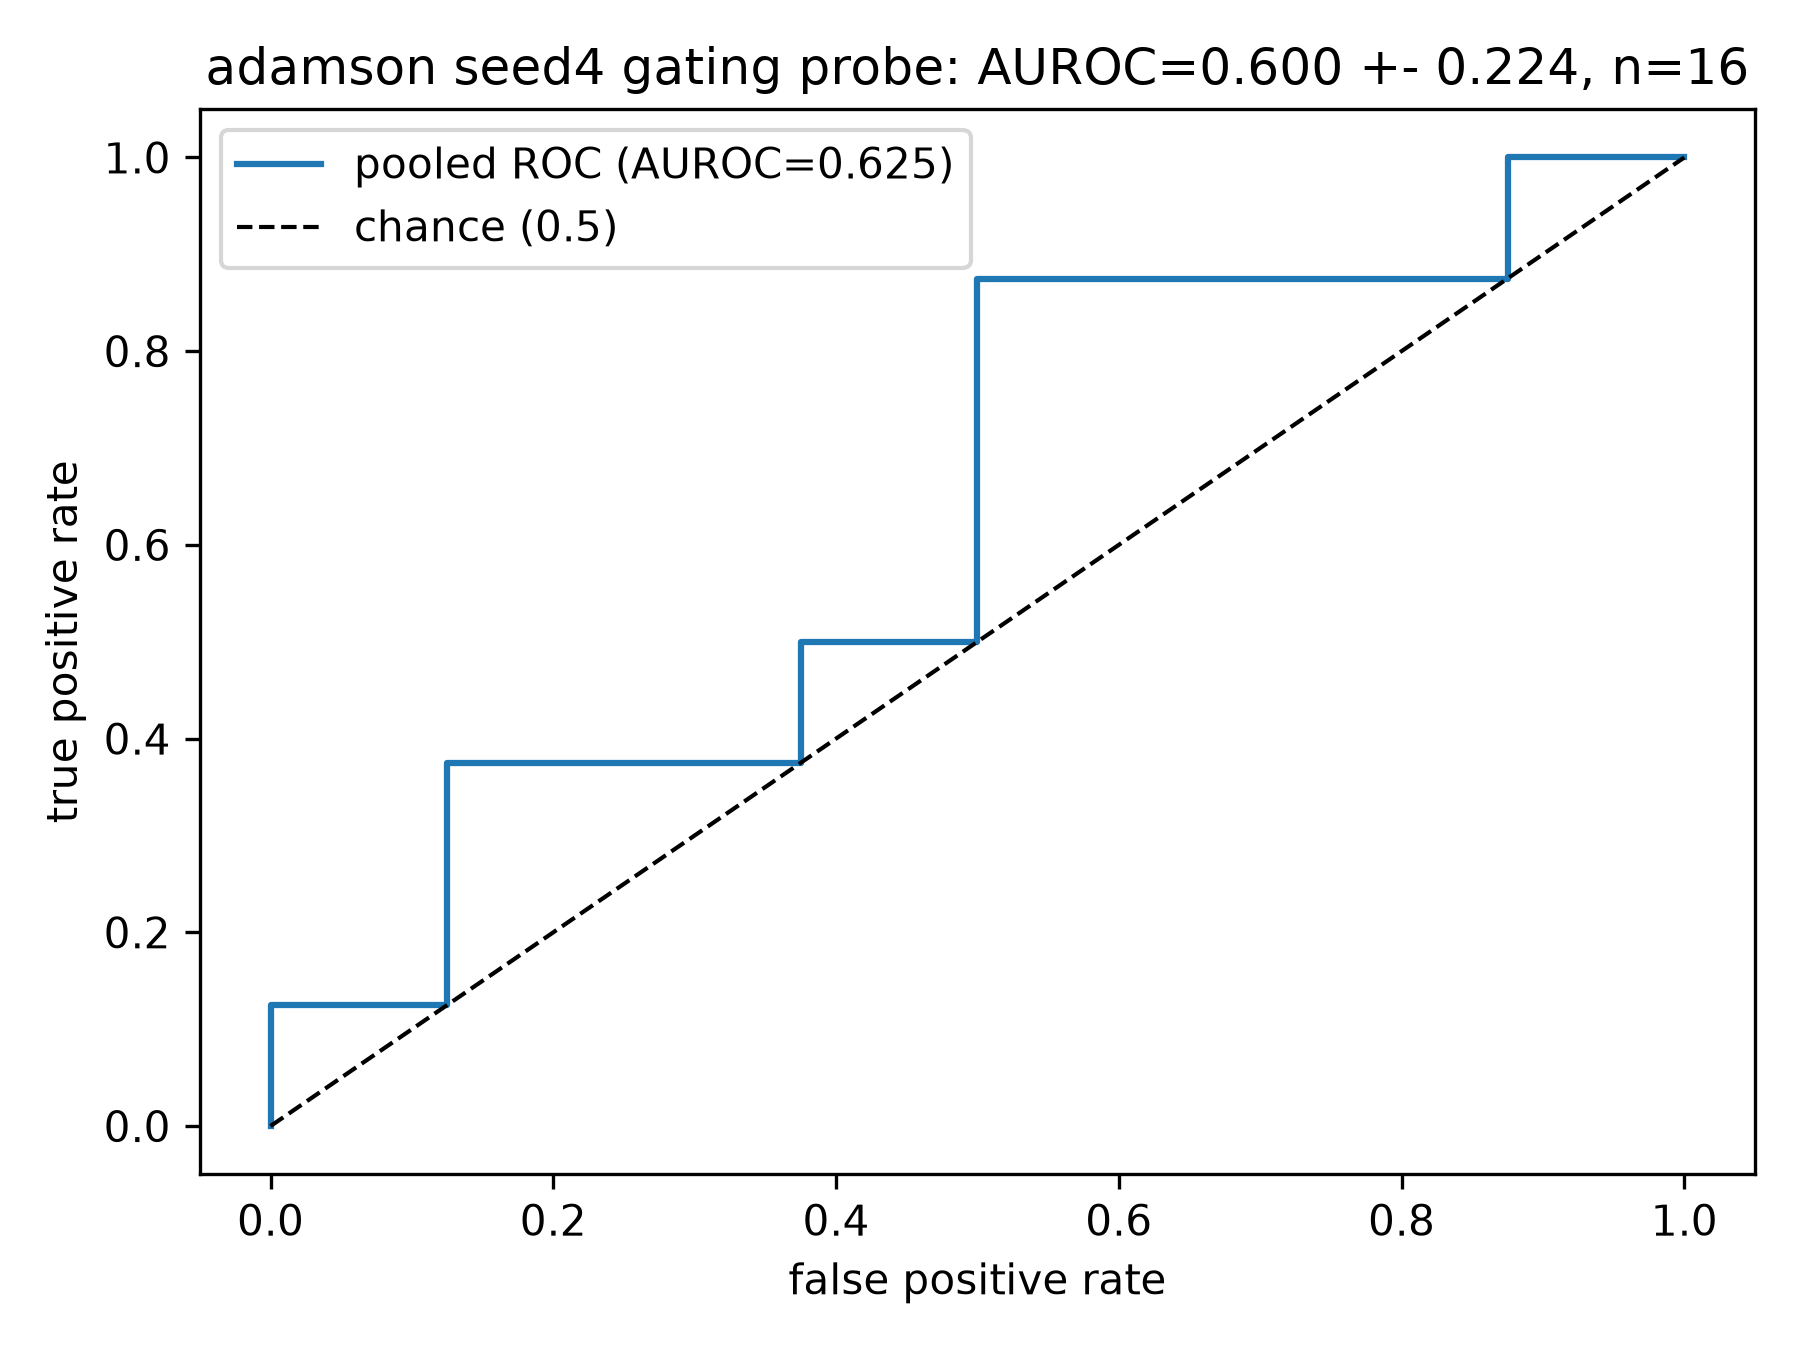 adamson seed4 gating probe: AUROC=0.600 +- 0.224, n=16
pooled ROC (AUROC=0.625)
chance (0.5)
1.0
0.8
0.6
0.4
0.2
0.0
true positive rate
0.0 0.2 0.4 0.6 0.8 1.0
false positive rate